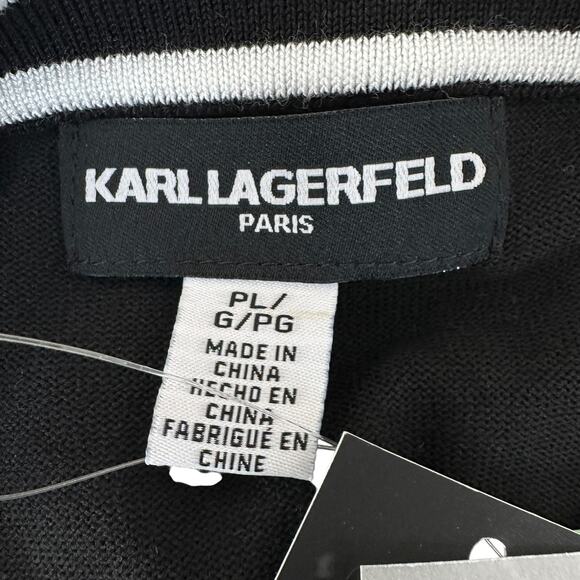 KARL LAGERFELD
PARIS
PL/
G/PG
MADE IN
CHINA
HECHO EN
CHINA
FABRIQUÉ EN
CHINE